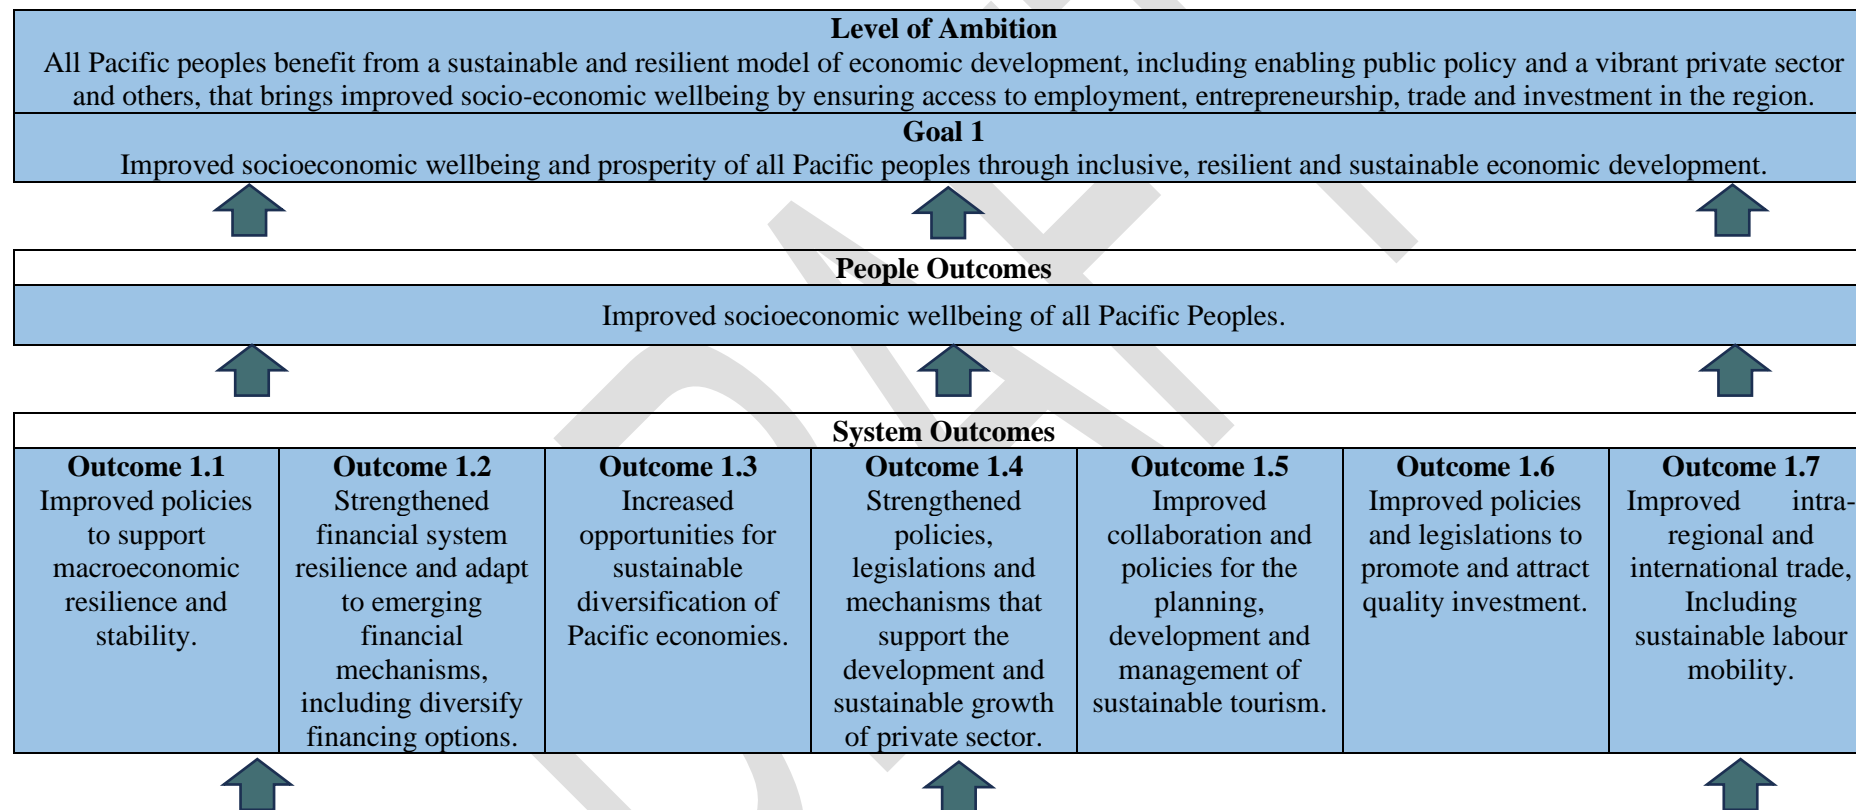 Level of Ambition
All Pacific peoples benefit from a sustainable and resilient model of economic development, including enabling public policy and a vibrant private sector
and others, that brings improved socio-economic wellbeing by ensuring access to employment, entrepreneurship, trade and investment in the region.
Goal 1
Improved socioeconomic wellbeing and prosperity of all Pacific peoples through inclusive, resilient and sustainable economic development.
People Outcomes
Improved socioeconomic wellbeing of all Pacific Peoples.
System Outcomes
Outcome 1.1
Improved policies
to support
macroeconomic
resilience and
stability.
Outcome 1.2
Strengthened
financial system
resilience and adapt
to emerging
financial
mechanisms,
including diversify
financing options.
Outcome 1.3
Increased
opportunities for
sustainable
diversification of
Pacific economies.
Outcome 1.4
Strengthened
policies,
legislations and
mechanisms that
support the
development and
sustainable growth
of private sector.
Outcome 1.5
Improved
collaboration and
policies for the
planning,
development and
management of
sustainable tourism.
Outcome 1.6
Improved policies
and legislations to
promote and attract
quality investment.
Outcome 1.7
Improved intra-
regional and
international trade,
Including
sustainable labour
mobility.
DRAFT